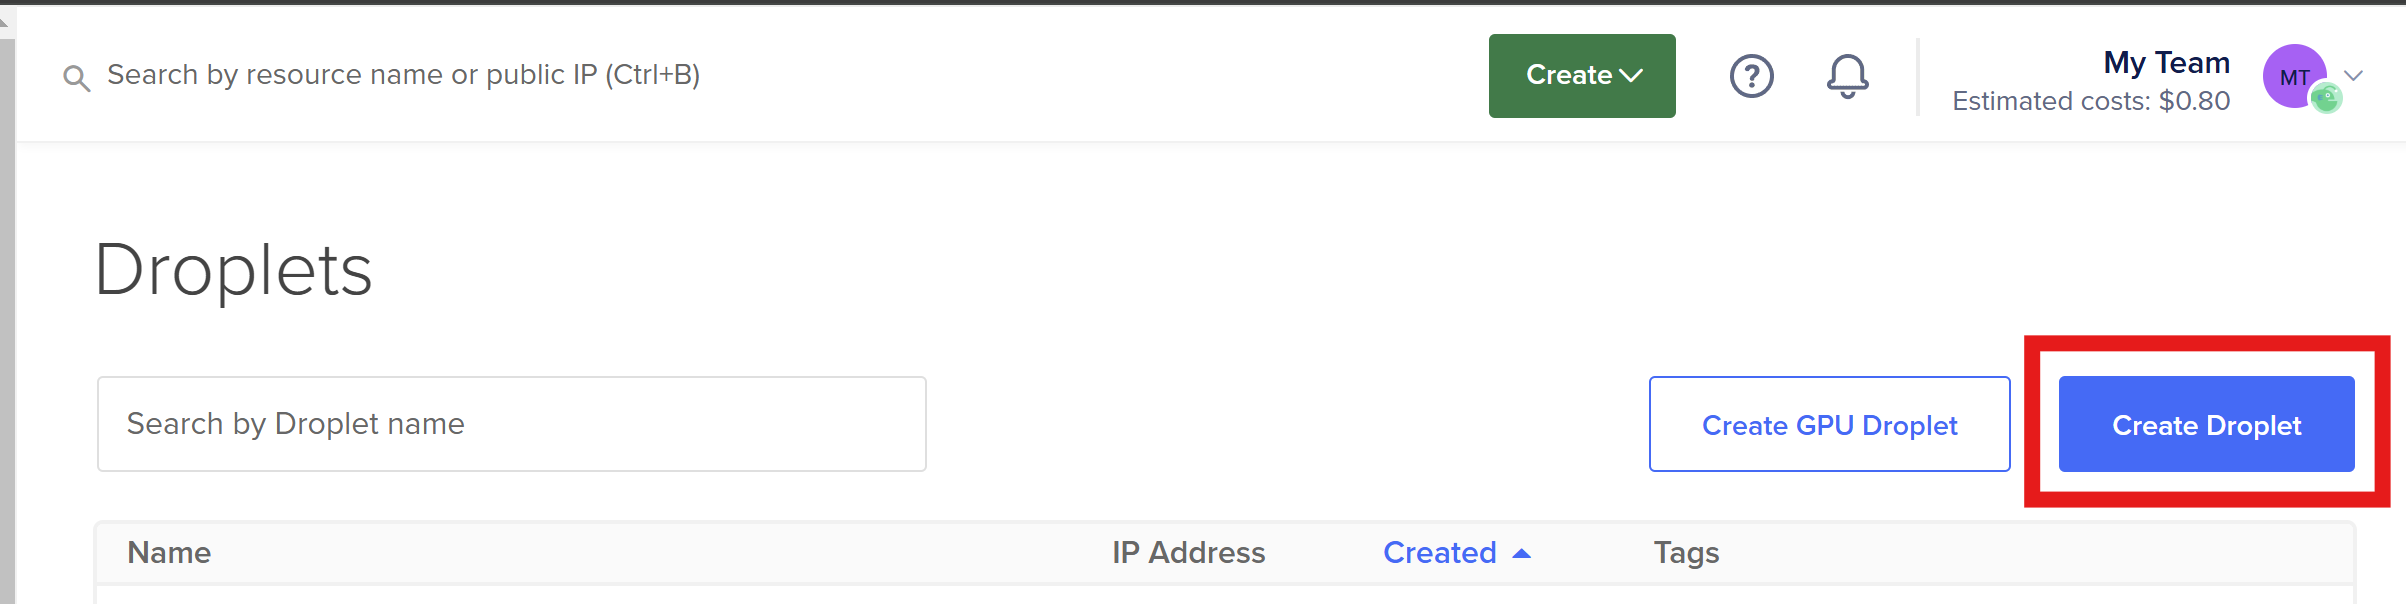 Search by resource name or public IP (Ctrl+B)
Create
?
My Team
Estimated costs: $0.80
MT
Droplets
Search by Droplet name
Create GPU Droplet
Create Droplet
Name
IP Address
Created
Tags